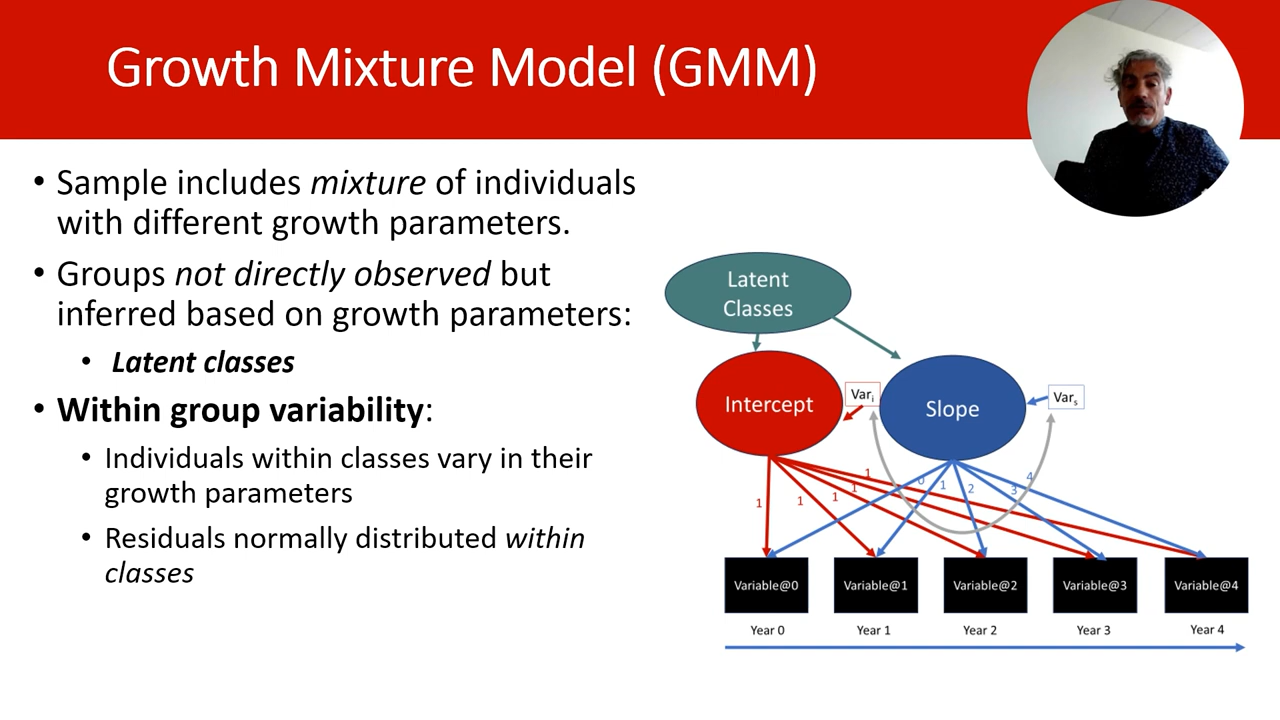 Growth Mixture Model (GMM)
• Sample includes mixture of individuals
with different growth parameters.
• Groups not directly observed but
inferred based on growth parameters:
• Latent classes
• Within group variability:
• Individuals within classes vary in their
growth parameters
• Residuals normally distributed within
classes
Latent
Classes
Intercept
Vari
Slope
Vars
1
1
1
1
1
0
1
2
3
4
Variable@0
Variable@1
Variable@2
Variable@3
Variable@4
Year 0
Year 1
Year 2
Year 3
Year 4